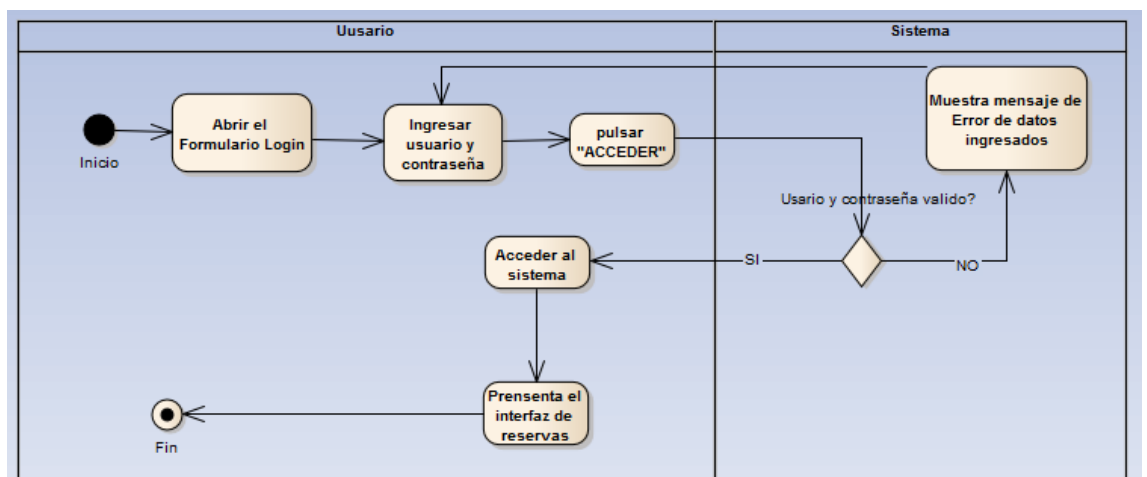 Uusario
Sistema
Inicio
Abrir el
Formulario Login
Ingresar
usuario y
contraseña
pulsar
"ACCEDER"
Muestra mensaje de
Error de datos
ingresados
Usario y contraseña valido?
SI
NO
Acceder al
sistema
Prensenta el
interfaz de
reservas
Fin